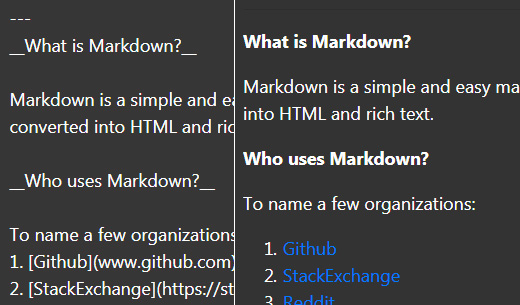 ---
__What is Markdown?__
Markdown is a simple and ea
converted into HTML and ric
__Who uses Markdown?__
To name a few organizations
1. [Github](www.github.com)
2. [StackExchange](https://st
What is Markdown?
Markdown is a simple and easy ma
into HTML and rich text.
Who uses Markdown?
To name a few organizations:
1. Github
2. StackExchange
3. Reddit